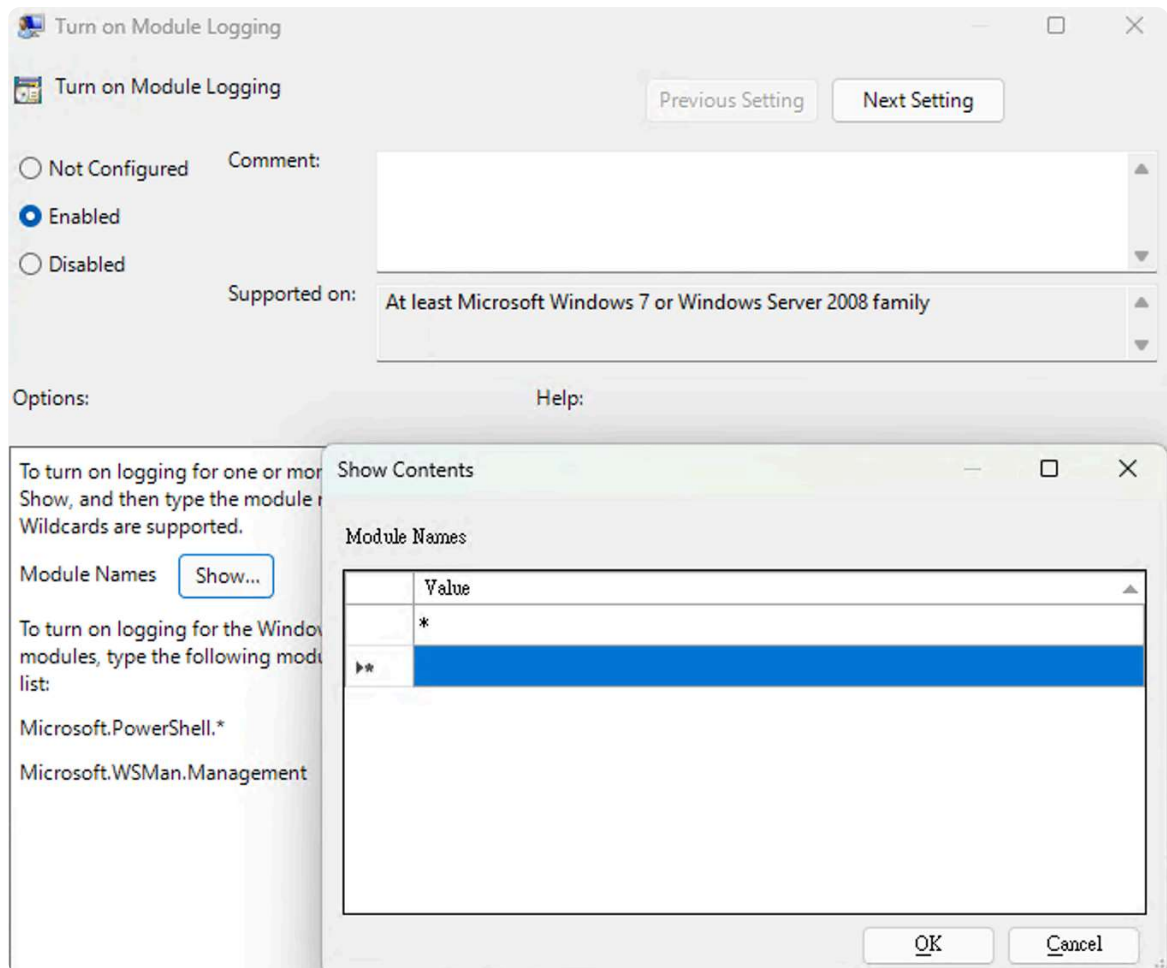 Turn on Module Logging
Turn on Module Logging
Previous Setting
Next Setting
Not Configured
Comment:
Enabled
Disabled
Supported on:
At least Microsoft Windows 7 or Windows Server 2008 family
Options:
Help:
To turn on logging for one or mor
Show, and then type the module
Wildcards are supported.
Module Names
Show...
To turn on logging for the Windo
modules, type the following modu
list:
Microsoft.PowerShell.*
Microsoft.WSMan.Management
Show Contents
Module Names
Value
*
OK
Cancel